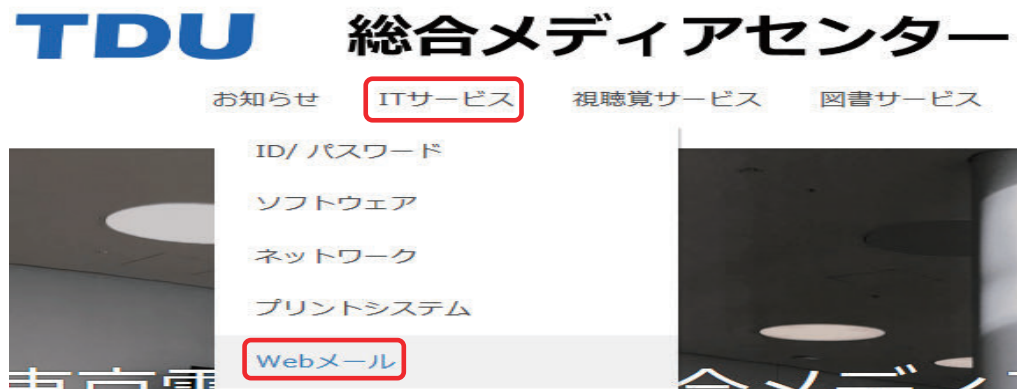 TDU 総合メディアセンター
お知らせ ITサービス 視聴覚サービス 図書サービス
ID/ パスワード
ソフトウェア
ネットワーク
プリントシステム
Webメール